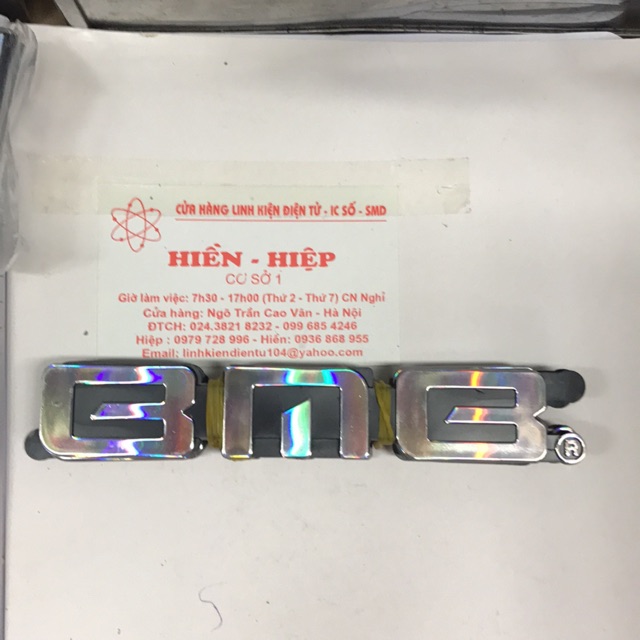 CỬA HÀNG LINH KIỆN ĐIỆN TỬ - IC SỐ - SMD
HIỀN - HIỆP
CƠ SỞ 1
Giờ làm việc: 7h30 - 17h00 (Thứ 2 - Thứ 7) CN Nghỉ
Cửa hàng: Ngõ Trần Cao Vân - Hà Nội
ĐTCH: 024.3821 8232 - 099 685 4246
Hiệp : 0979 728 996 - Hiền: 0936 868 955
Email: linhkiendientu104@yahoo.com
BMB
®